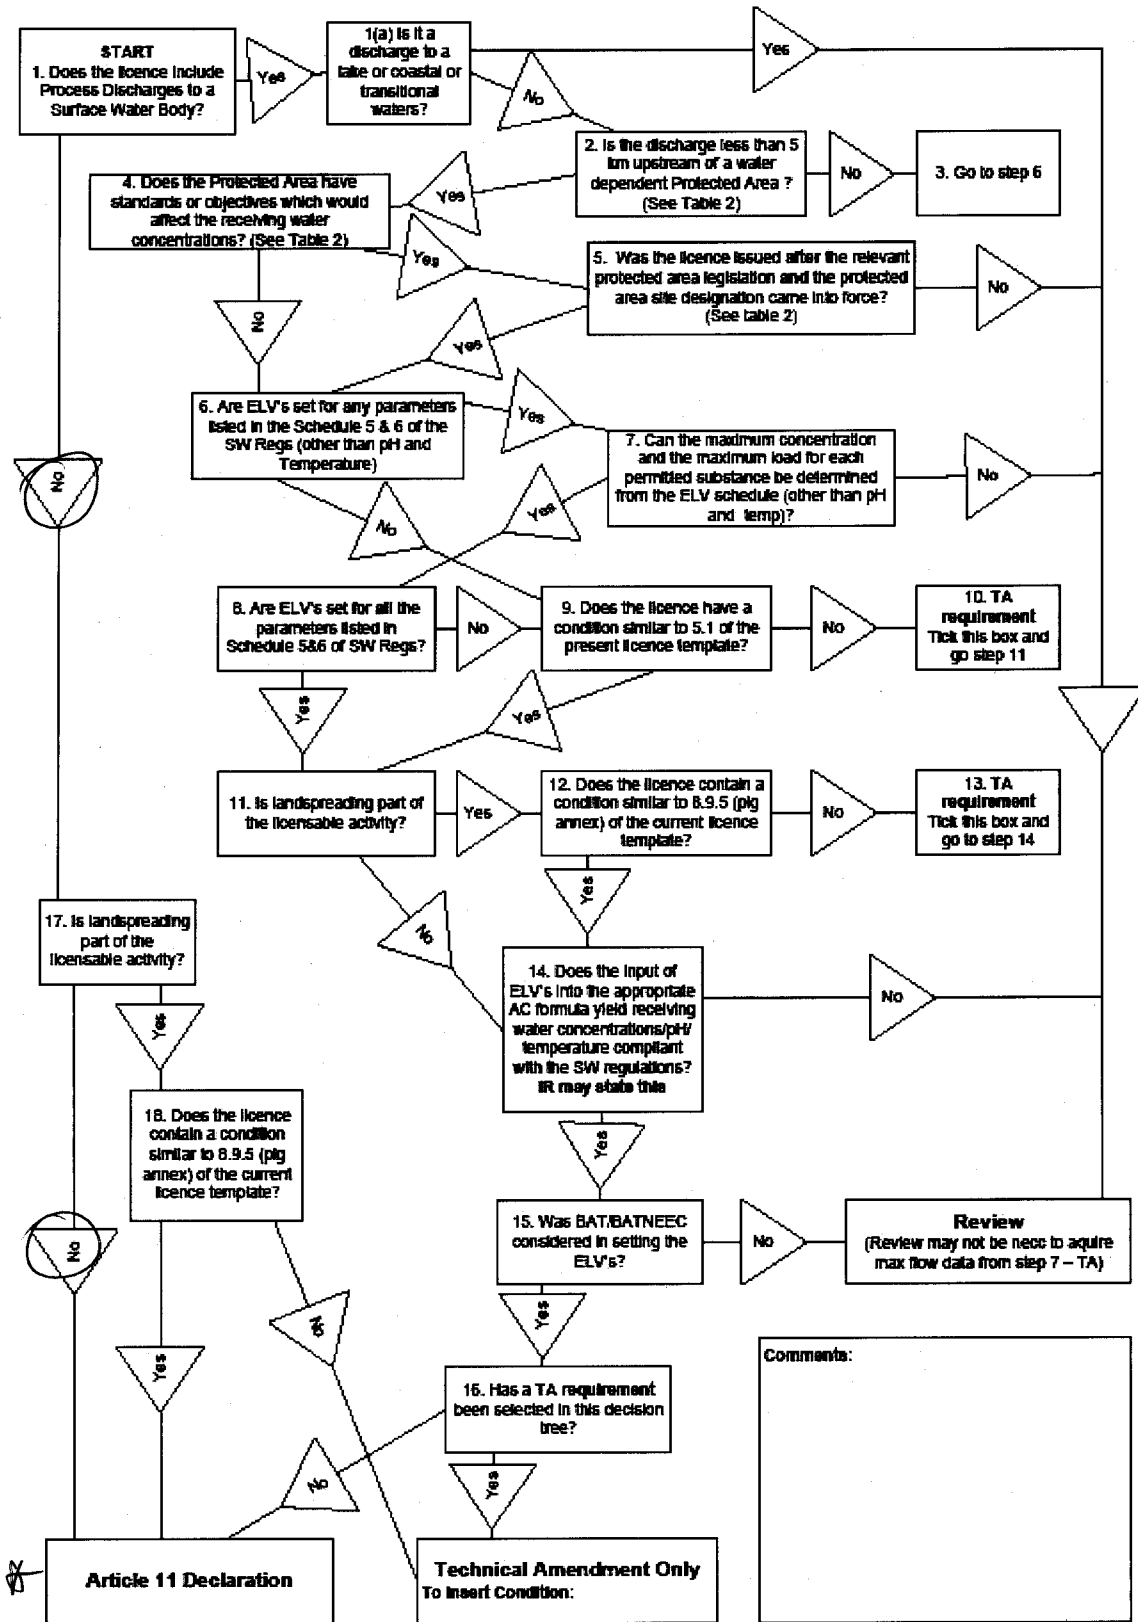 START
1. Does the licence include
Process Discharges to a
Surface Water Body?
Yes
1(a) Is it a
discharge to a
lake or coastal or
transitional
waters?
Yes
No
2. Is the discharge less than 5
km upstream of a water
dependent Protected Area ?
(See Table 2)
No
3. Go to step 6
Yes
4. Does the Protected Area have
standards or objectives which would
affect the receiving water
concentrations? (See Table 2)
Yes
5. Was the licence issued after the relevant
protected area legislation and the protected
area site designation came into force?
(See table 2)
No
No
Yes
6. Are ELV's set for any parameters
listed in the Schedule 5 & 6 of the
SW Regs (other than pH and
Temperature)
Yes
7. Can the maximum concentration
and the maximum load for each
permitted substance be determined
from the ELV schedule (other than pH
and temp)?
No
No
Yes
No
8. Are ELV's set for all the
parameters listed in
Schedule 5&6 of SW Regs?
No
9. Does the licence have a
condition similar to 5.1 of the
present licence template?
No
10. TA
requirement
Tick this box and
go step 11
Yes
Yes
11. Is landspreading part of
the licensable activity?
Yes
12. Does the licence contain a
condition similar to 8.9.5 (pig
annex) of the current licence
template?
No
13. TA
requirement
Tick this box and
go to step 14
Yes
No
17. Is landspreading
part of the
licensable activity?
14. Does the input of
ELV's into the appropriate
AC formula yield receiving
water concentrations/pH/
temperature compliant
with the SW regulations?
IR may state this
No
Yes
18. Does the licence
contain a condition
similar to 8.9.5 (pig
annex) of the current
licence template?
Yes
No
15. Was BAT/BATNEEC
considered in setting the
ELV's?
No
Review
(Review may not be necc to aquire
max flow data from step 7 – TA)
Yes
No
Yes
16. Has a TA requirement
been selected in this decision
tree?
Comments:
No
Yes
Article 11 Declaration
Technical Amendment Only
To Insert Condition: